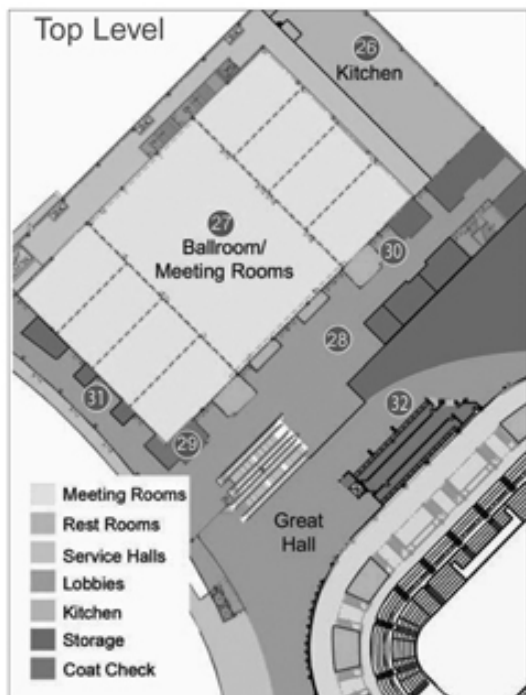 Top Level
26
Kitchen
27
Ballroom/
Meeting Rooms
30
28
31
29
32
Great
Hall
Meeting Rooms
Rest Rooms
Service Halls
Lobbies
Kitchen
Storage
Coat Check